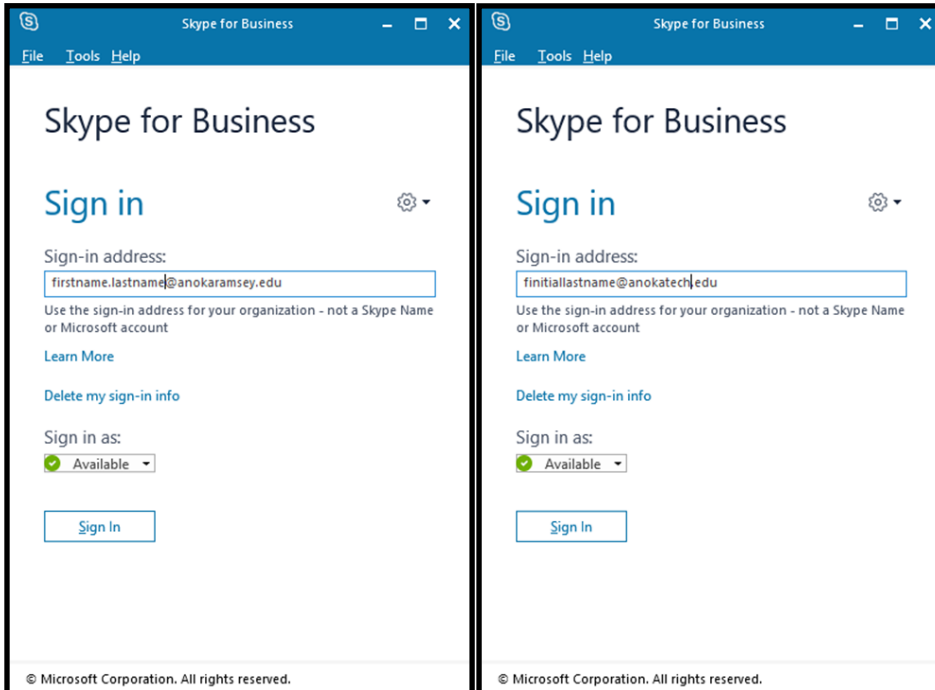 Skype for Business
File Tools Help
Skype for Business
Sign in
Sign-in address:
firstname.lastname@anokaramsey.edu
Use the sign-in address for your organization - not a Skype Name
or Microsoft account
Learn More
Delete my sign-in info
Sign in as:
Available
Sign In
© Microsoft Corporation. All rights reserved.
Skype for Business
File Tools Help
Skype for Business
Sign in
Sign-in address:
finitiallastname@anokatech.edu
Use the sign-in address for your organization - not a Skype Name
or Microsoft account
Learn More
Delete my sign-in info
Sign in as:
Available
Sign In
© Microsoft Corporation. All rights reserved.